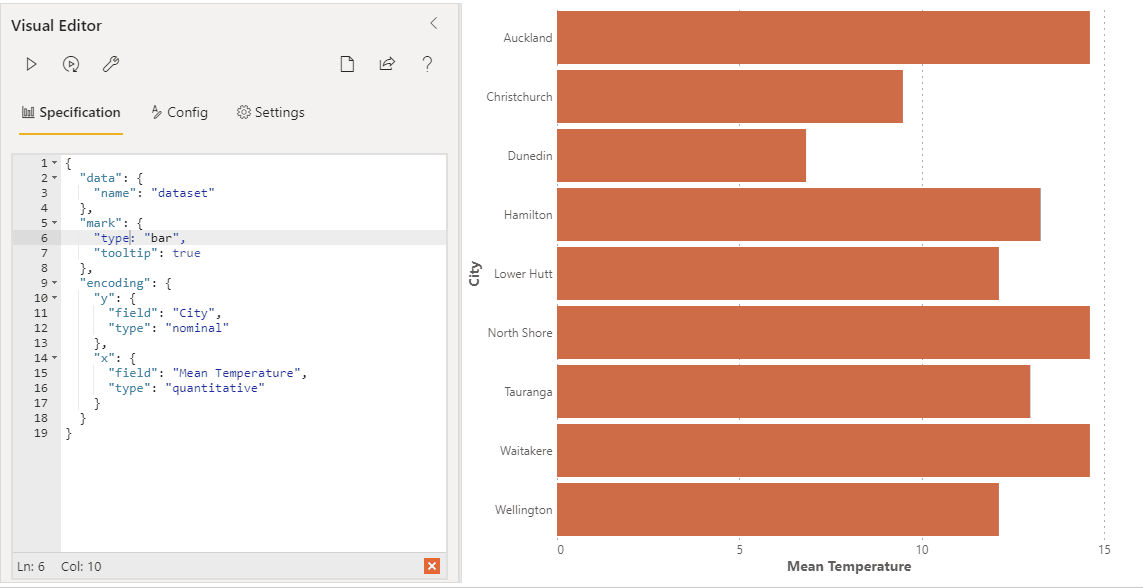 Visual Editor
Specification
Config
Settings
1 {
2 "data": {
3 "name": "dataset"
4 },
5 "mark": {
6 "type: "bar",
7 "tooltip": true
8 },
9 "encoding": {
10 "y": {
11 "field": "City",
12 "type": "nominal"
13 },
14 "x": {
15 "field": "Mean Temperature",
16 "type": "quantitative"
17 }
18 }
19 }
Ln: 6 Col: 10
City
Auckland
Christchurch
Dunedin
Hamilton
Lower Hutt
North Shore
Tauranga
Waitakere
Wellington
0 5 10 15
Mean Temperature